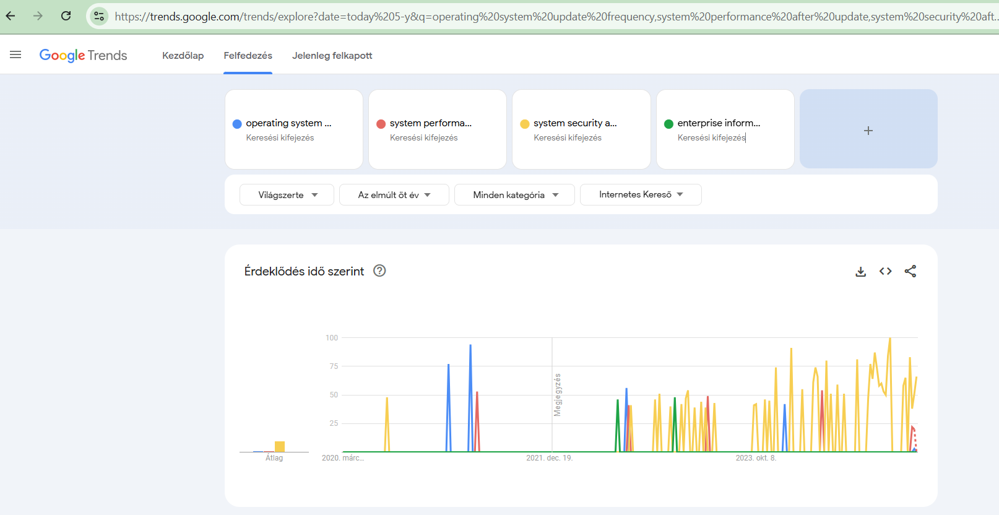 https://trends.google.com/trends/explore?date=today%205-y&q=operating%20system%20update%20frequency,system%20performance%20after%20update,system%20security%20aft...
Google Trends
Kezdőlap
Felfedezés
Jelenleg felkapott
operating system ...
Keresési kifejezés
system performa...
Keresési kifejezés
system security a...
Keresési kifejezés
enterprise inform...
Keresési kifejezés
+
Világszerte
Az elmúlt öt év
Minden kategória
Internetes Kereső
Érdeklődés idő szerint
100
75
50
25
Megjegyzés
Átlag
2020. márc...
2021. dec. 19.
2023. okt. 8.